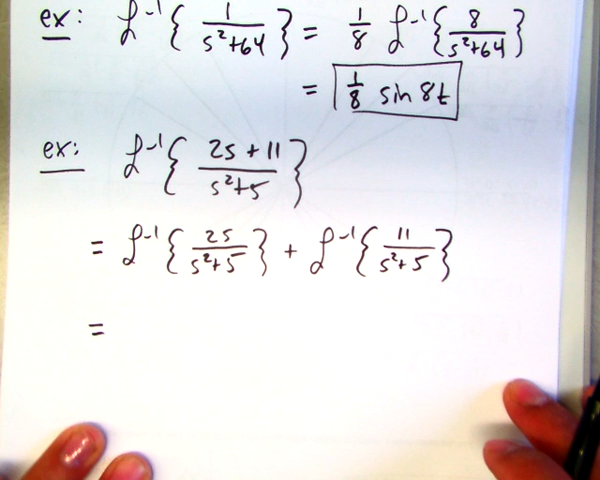 ex: ℒ⁻¹{ 1/(s²+64) } = 1/8 ℒ⁻¹{ 8/(s²+64) }
= 1/8 sin 8t
ex: ℒ⁻¹{ (2s + 11)/(s²+5) }
= ℒ⁻¹{ 2s/(s²+5) } + ℒ⁻¹{ 11/(s²+5) }
=